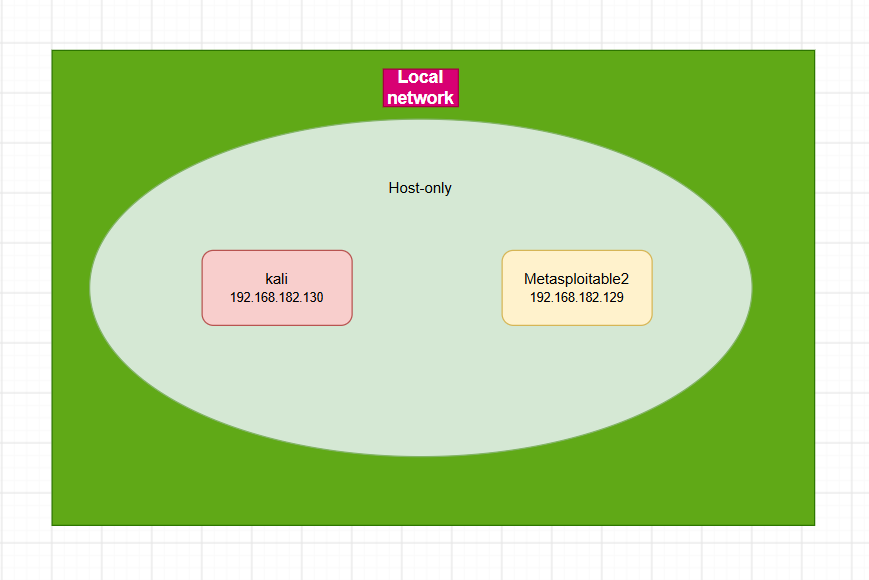 Local
network
Host-only
kali
192.168.182.130
Metasploitable2
192.168.182.129